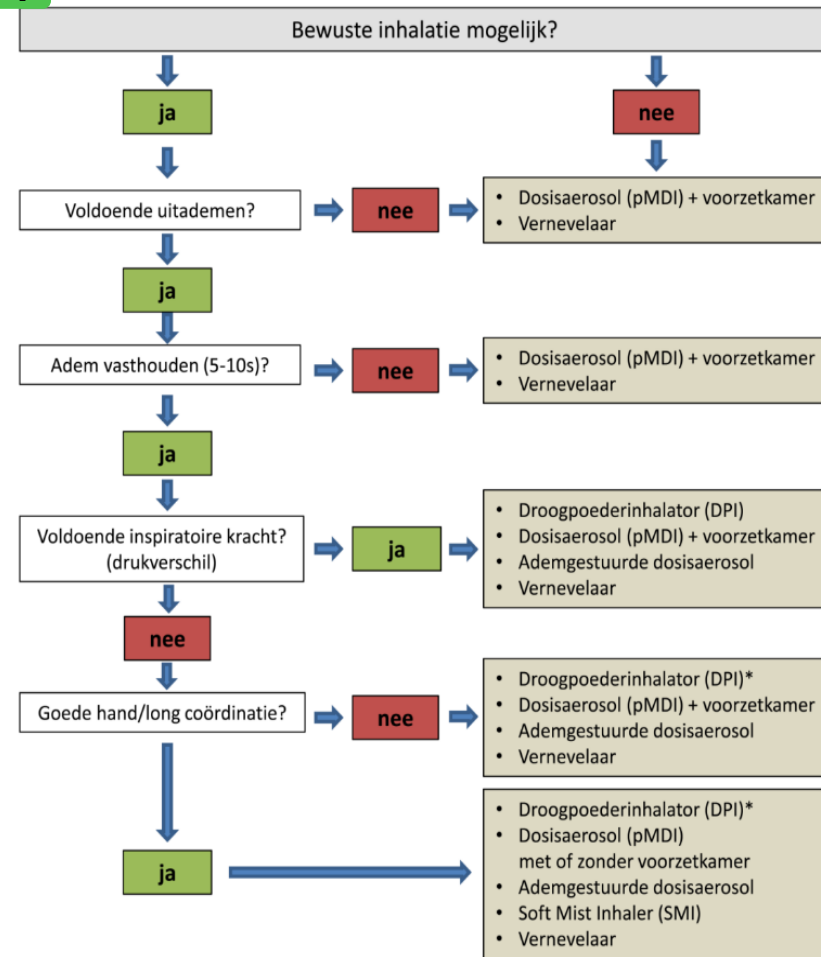 Bewuste inhalatie mogelijk?
ja
nee
Voldoende uitademen?
nee
• Dosisaerosol (pMDI) + voorzetkamer
• Vernevelaar
ja
Adem vasthouden (5-10s)?
nee
• Dosisaerosol (pMDI) + voorzetkamer
• Vernevelaar
ja
Voldoende inspiratoire kracht?
(drukverschil)
ja
• Droogpoederinhalator (DPI)
• Dosisaerosol (pMDI) + voorzetkamer
• Ademgestuurde dosisaerosol
• Vernevelaar
nee
Goede hand/long coördinatie?
nee
• Droogpoederinhalator (DPI)*
• Dosisaerosol (pMDI) + voorzetkamer
• Ademgestuurde dosisaerosol
• Vernevelaar
ja
• Droogpoederinhalator (DPI)*
• Dosisaerosol (pMDI)
met of zonder voorzetkamer
• Ademgestuurde dosisaerosol
• Soft Mist Inhaler (SMI)
• Vernevelaar